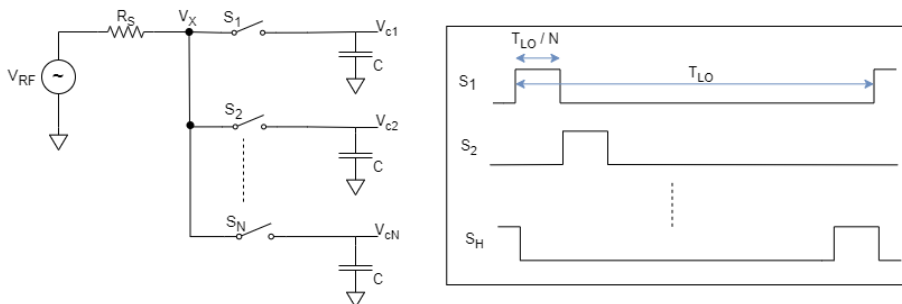 R_S V_X S_1 V_c1
C
V_RF ~
S_2 V_c2
C
S_N V_cN
C
T_LO / N
T_LO
S_1
S_2
S_H